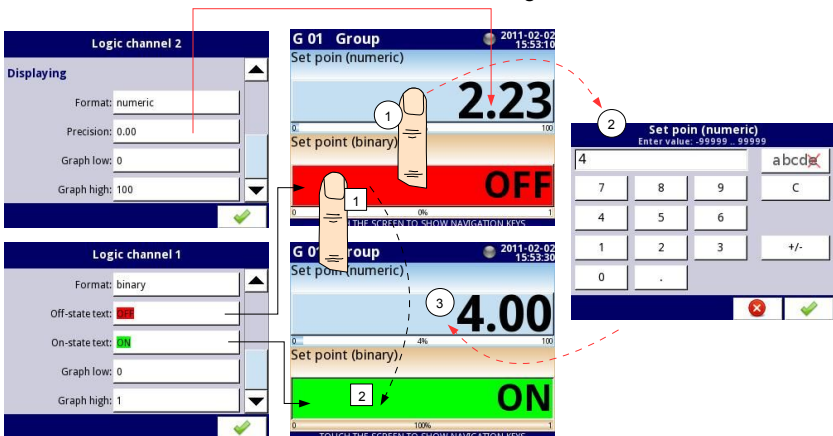 Logic channel 2
Displaying
Format: numeric
Precision: 0.00
Graph low: 0
Graph high: 100
G 01 Group
2011-02-02
15:53:10
Set poin (numeric)
1
2.23
0
100
Set point (binary)
OFF
1
0
0%
1
THE SCREEN TO SHOW NAVIGATION KEYS
2
Set poin (numeric)
Enter value: -99999 .. 99999
4
abcde
7
8
9
C
4
5
6
1
2
3
+/-
0
.
Logic channel 1
Format: binary
Off-state text: OFF
On-state text: ON
Graph low: 0
Graph high: 1
G 01 Group
2011-02-02
15:53:30
Set poin (numeric)
3
4.00
0
4%
100
Set point (binary)
2
ON
0
100%
1
TOUCH THE SCREEN TO SHOW NAVIGATION KEYS